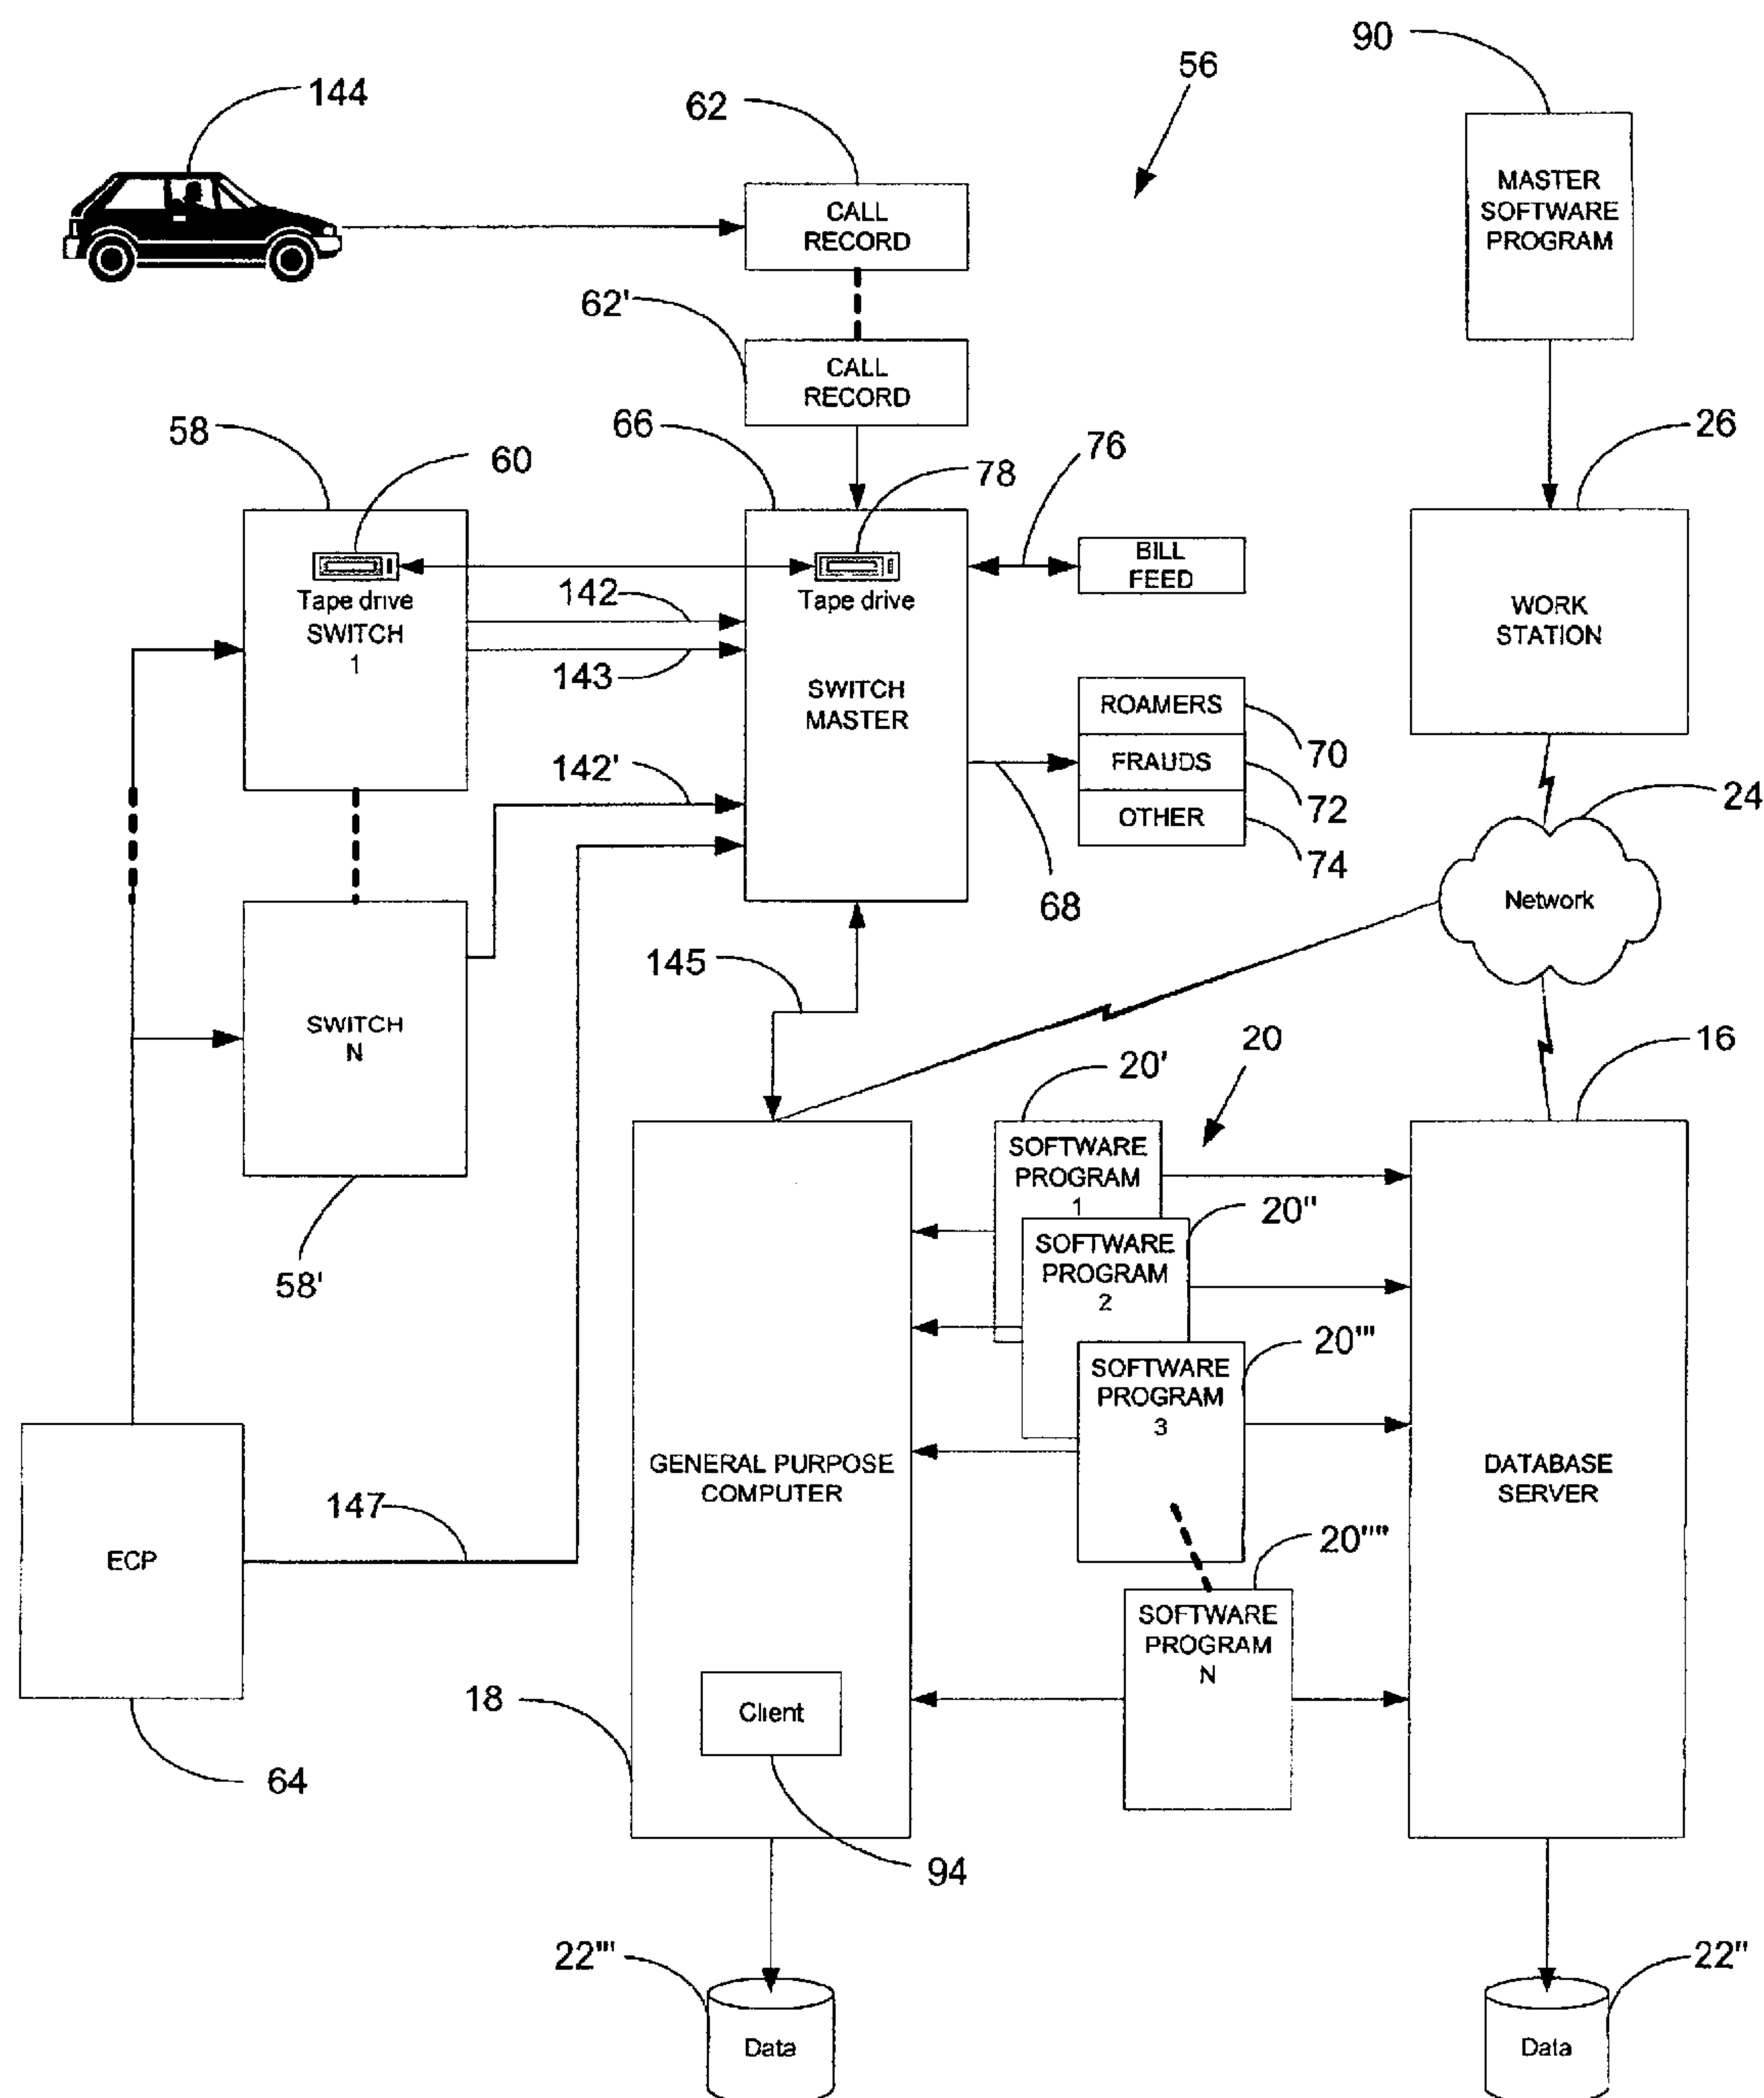 90
56
144
62
CALL
RECORD
MASTER
SOFTWARE
PROGRAM
62'
CALL
RECORD
58
60
66
78
76
26
Tape drive
SWITCH
1
142
143
Tape drive
SWITCH
MASTER
BILL
FEED
WORK
STATION
ROAMERS
70
FRAUDS
72
OTHER
74
142'
68
24
Network
145
SWITCH
N
58'
20'
20
16
SOFTWARE
PROGRAM
1
20''
SOFTWARE
PROGRAM
2
20'''
SOFTWARE
PROGRAM
3
GENERAL PURPOSE
COMPUTER
DATABASE
SERVER
147
ECP
64
20''''
SOFTWARE
PROGRAM
N
18
Client
94
22'''
Data
22''
Data